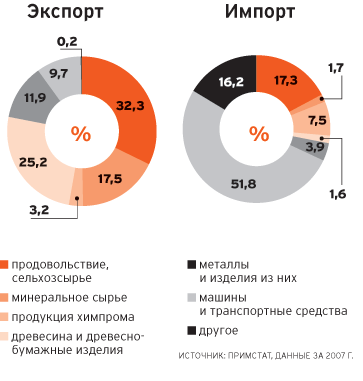 Экспорт
0,2
9,7
11,9
32,3
%
25,2
17,5
3,2
Импорт
1,7
16,2
17,3
7,5
%
3,9
51,8
1,6
продовольствие,
сельхозсырье
минеральное сырье
продукция химпрома
древесина и древесно-
бумажные изделия
металлы
и изделия из них
машины
и транспортные средства
другое
ИСТОЧНИК: ПРИМСТАТ, ДАННЫЕ ЗА 2007 Г.